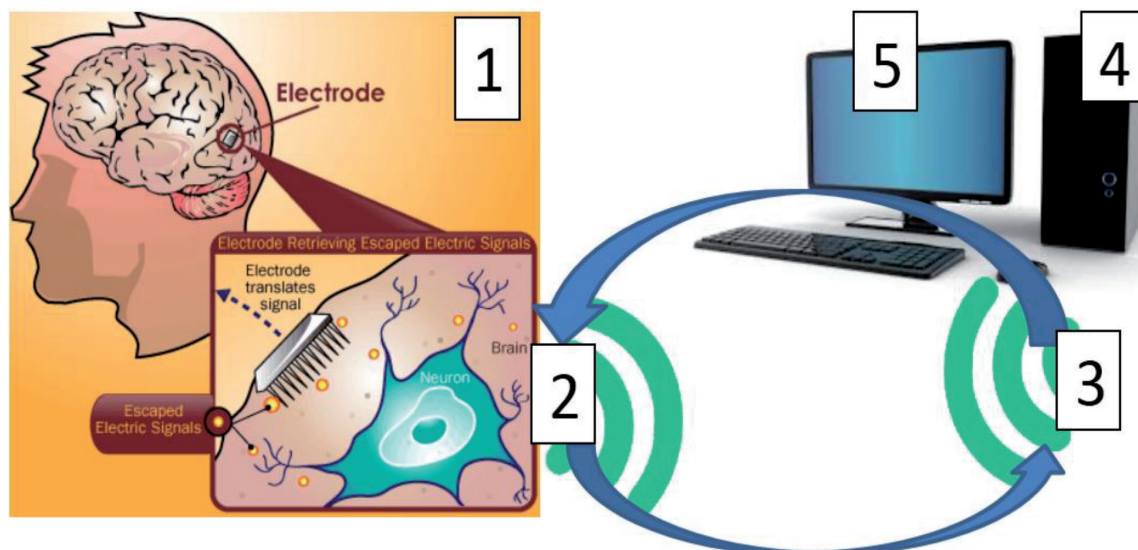 1
Electrode
Electrode Retrieving Escaped Electric Signals
Electrode
translates
signal
Brain
Neuron
Escaped
Electric Signals
2
3
5
4